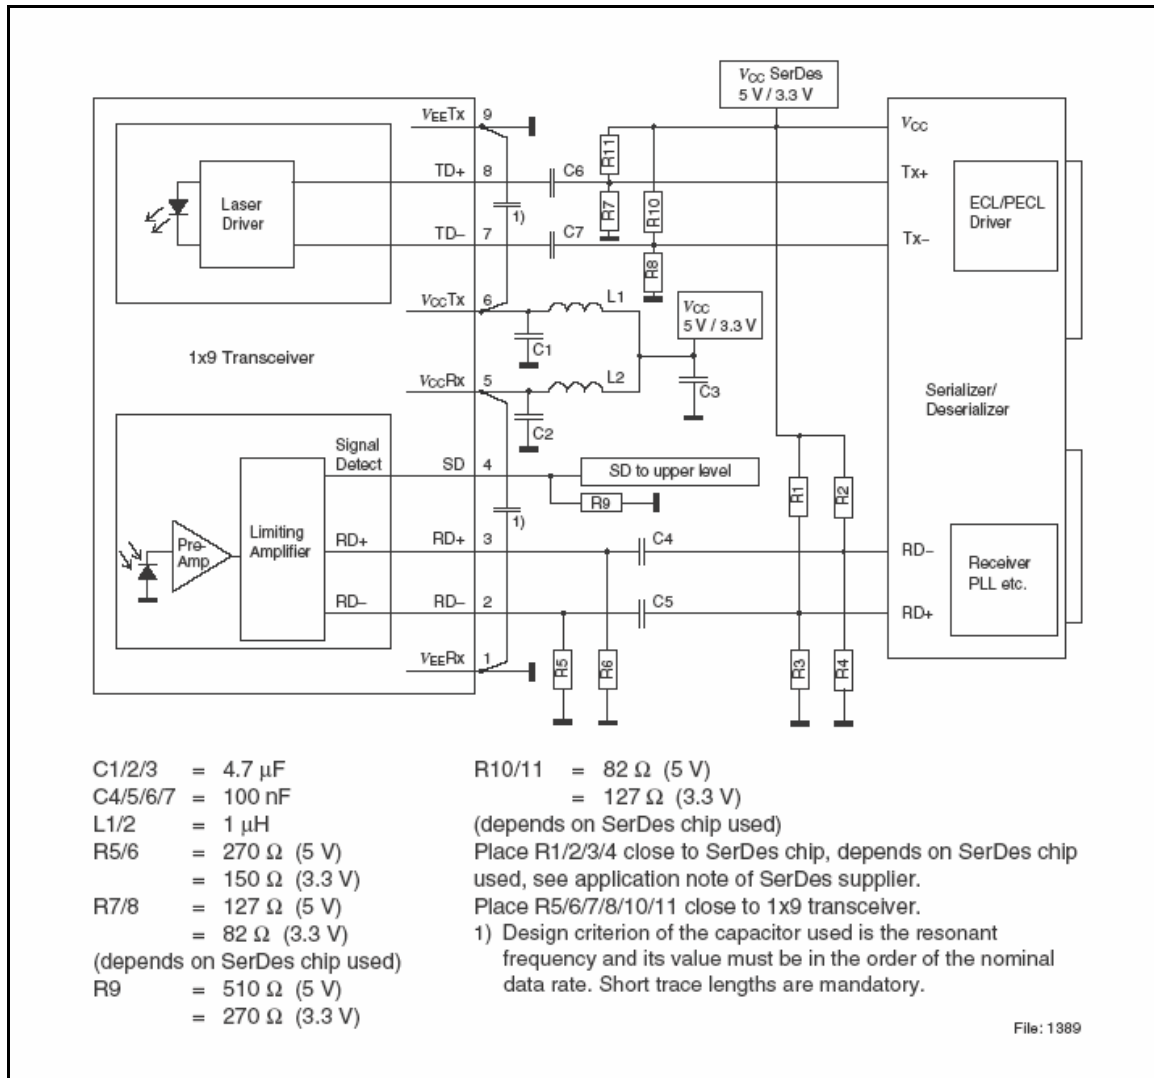 VCC SerDes
5 V / 3.3 V
VEETx 9
VCC
R11
TD+ 8 C6 Tx+
Laser
Driver
R7
R10
ECL/PECL
Driver
1)
TD– 7 C7 Tx–
R8
VCCTx 6 L1
VCC
5 V / 3.3 V
C1
1x9 Transceiver
VCCRx 5 L2
C3
Serializer/
Deserializer
C2
Signal
Detect
SD 4 SD to upper level
R9
R1
R2
1)
Limiting
Amplifier
Pre-
Amp
RD+ RD+ 3 C4 RD–
Receiver
PLL etc.
RD– RD– 2 C5 RD+
VEERx 1
R5
R6
R3
R4
C1/2/3 = 4.7 µF
C4/5/6/7 = 100 nF
L1/2 = 1 µH
R5/6 = 270 Ω (5 V)
= 150 Ω (3.3 V)
R7/8 = 127 Ω (5 V)
= 82 Ω (3.3 V)
(depends on SerDes chip used)
R9 = 510 Ω (5 V)
= 270 Ω (3.3 V)
R10/11 = 82 Ω (5 V)
= 127 Ω (3.3 V)
(depends on SerDes chip used)
Place R1/2/3/4 close to SerDes chip, depends on SerDes chip
used, see application note of SerDes supplier.
Place R5/6/7/8/10/11 close to 1x9 transceiver.
1) Design criterion of the capacitor used is the resonant
frequency and its value must be in the order of the nominal
data rate. Short trace lengths are mandatory.
File: 1389